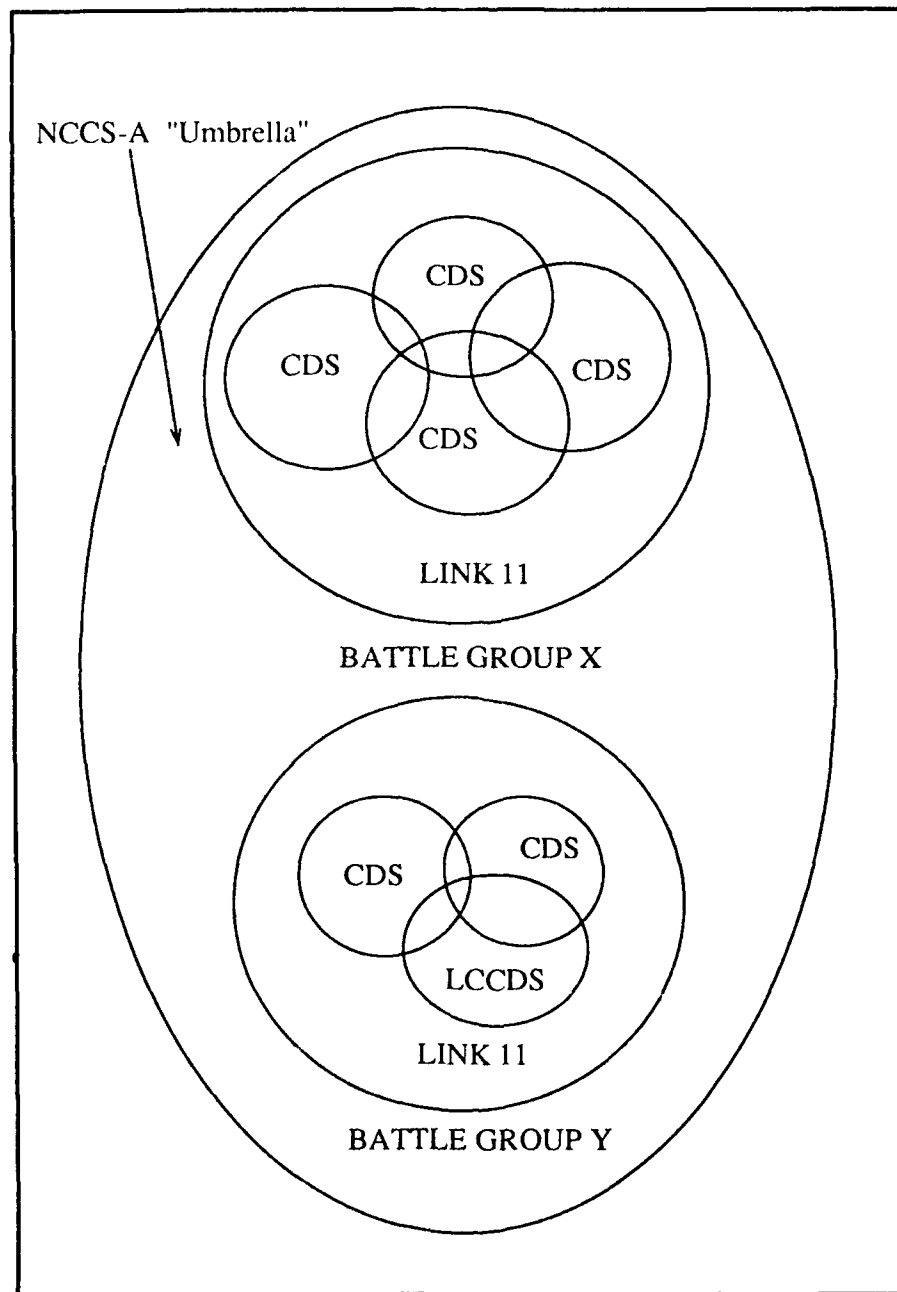 NCCS-A "Umbrella"
CDS
CDS
CDS
CDS
LINK 11
BATTLE GROUP X
CDS
CDS
LCCDS
LINK 11
BATTLE GROUP Y